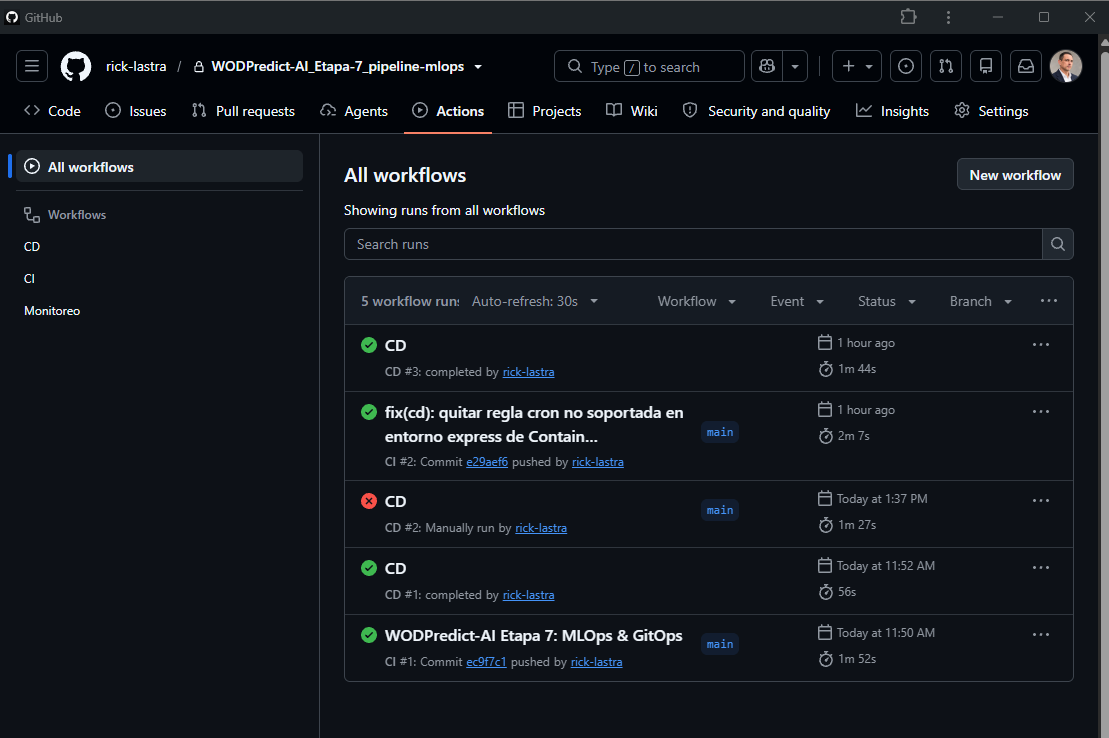 GitHub
rick-lastra / WODPredict-AI_Etapa-7_pipeline-mlops
Type / to search
Code
Issues
Pull requests
Agents
Actions
Projects
Wiki
Security and quality
Insights
Settings
All workflows
Workflows
CD
CI
Monitoreo
All workflows
New workflow
Showing runs from all workflows
Search runs
5 workflow runs
Auto-refresh: 30s
Workflow
Event
Status
Branch
CD
CD #3: completed by rick-lastra
1 hour ago
1m 44s
fix(cd): quitar regla cron no soportada en
entorno express de Contain...
CI #2: Commit e29aef6 pushed by rick-lastra
main
1 hour ago
2m 7s
CD
CD #2: Manually run by rick-lastra
main
Today at 1:37 PM
1m 27s
CD
CD #1: completed by rick-lastra
Today at 11:52 AM
56s
WODPredict-AI Etapa 7: MLOps & GitOps
CI #1: Commit ec9f7c1 pushed by rick-lastra
main
Today at 11:50 AM
1m 52s